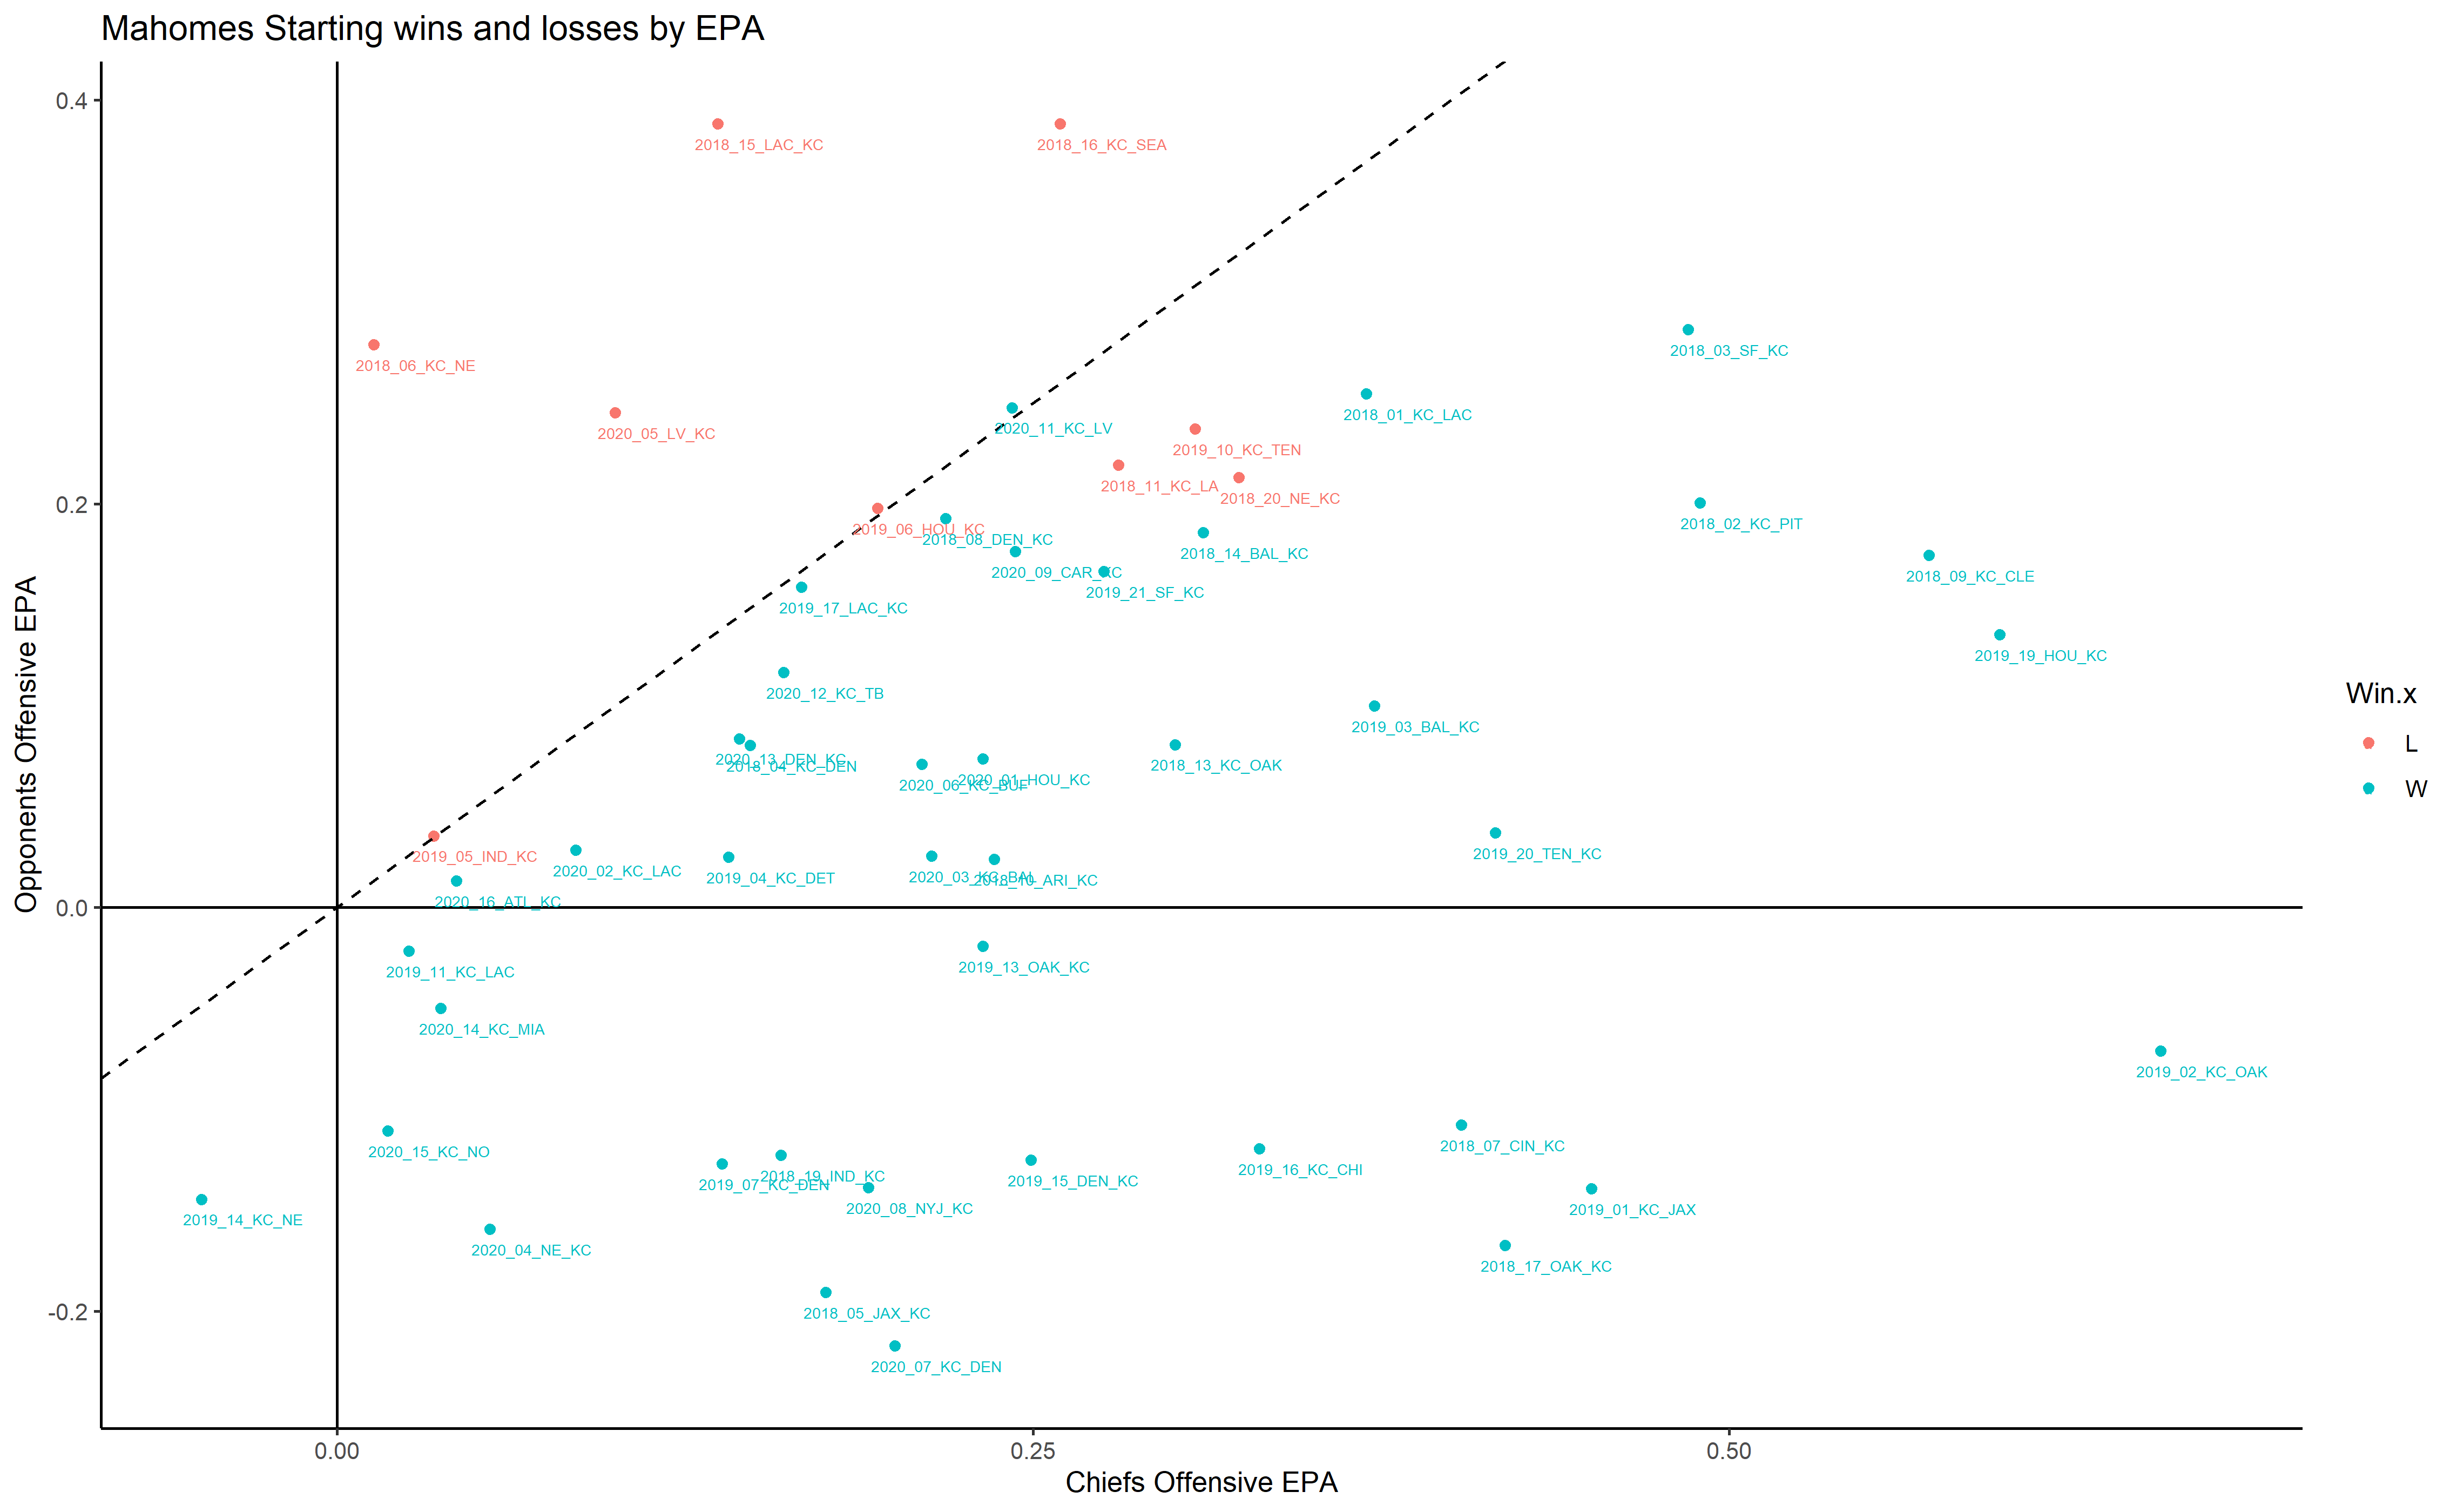 Mahomes Starting wins and losses by EPA
0.4
2018_15_LAC_KC
2018_16_KC_SEA
2018_03_SF_KC
2018_06_KC_NE
2018_01_KC_LAC
2020_05_LV_KC
2020_11_KC_LV
2019_10_KC_TEN
2018_11_KC_LA
2018_20_NE_KC
0.2
2018_02_KC_PIT
2019_06_HOU_KC
2018_08_DEN_KC
2018_14_BAL_KC
2020_09_CAR_KC
2018_09_KC_CLE
2019_21_SF_KC
2019_17_LAC_KC
2019_19_HOU_KC
2020_12_KC_TB
2019_03_BAL_KC
2020_13_DEN_KC
2018_04_KC_DEN
2018_13_KC_OAK
2020_01_HOU_KC
2020_06_KC_BUF
2019_05_IND_KC
2019_20_TEN_KC
2020_02_KC_LAC
2019_04_KC_DET
2020_03_KC_BAL
2018_10_ARI_KC
2020_16_ATL_KC
0.0
2019_11_KC_LAC
2019_13_OAK_KC
2020_14_KC_MIA
2019_02_KC_OAK
2020_15_KC_NO
2018_07_CIN_KC
2019_16_KC_CHI
2018_19_IND_KC
2019_07_KC_DEN
2019_15_DEN_KC
2020_08_NYJ_KC
2019_01_KC_JAX
2019_14_KC_NE
2020_04_NE_KC
2018_17_OAK_KC
-0.2
2018_05_JAX_KC
2020_07_KC_DEN
0.00
0.25
0.50
Chiefs Offensive EPA
Opponents Offensive EPA
Win.x
L
W